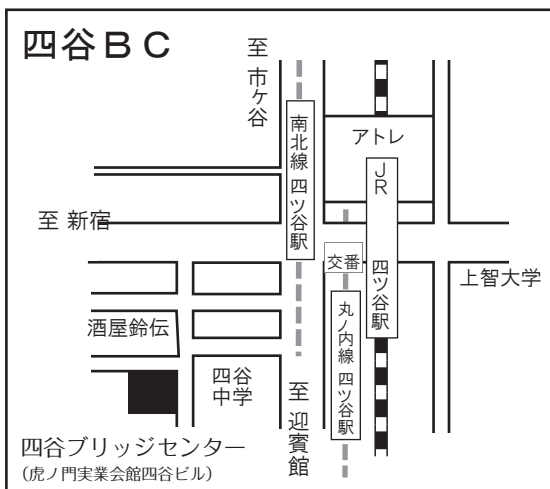 四谷ＢＣ
至 市ヶ谷
南北線 四ツ谷駅
アトレ
ＪＲ 四ツ谷駅
至 新宿
交番
上智大学
丸ノ内線 四ツ谷駅
酒屋鈴伝
四谷
中学
至 迎賓館
四谷ブリッジセンター
(虎ノ門実業会館四谷ビル)